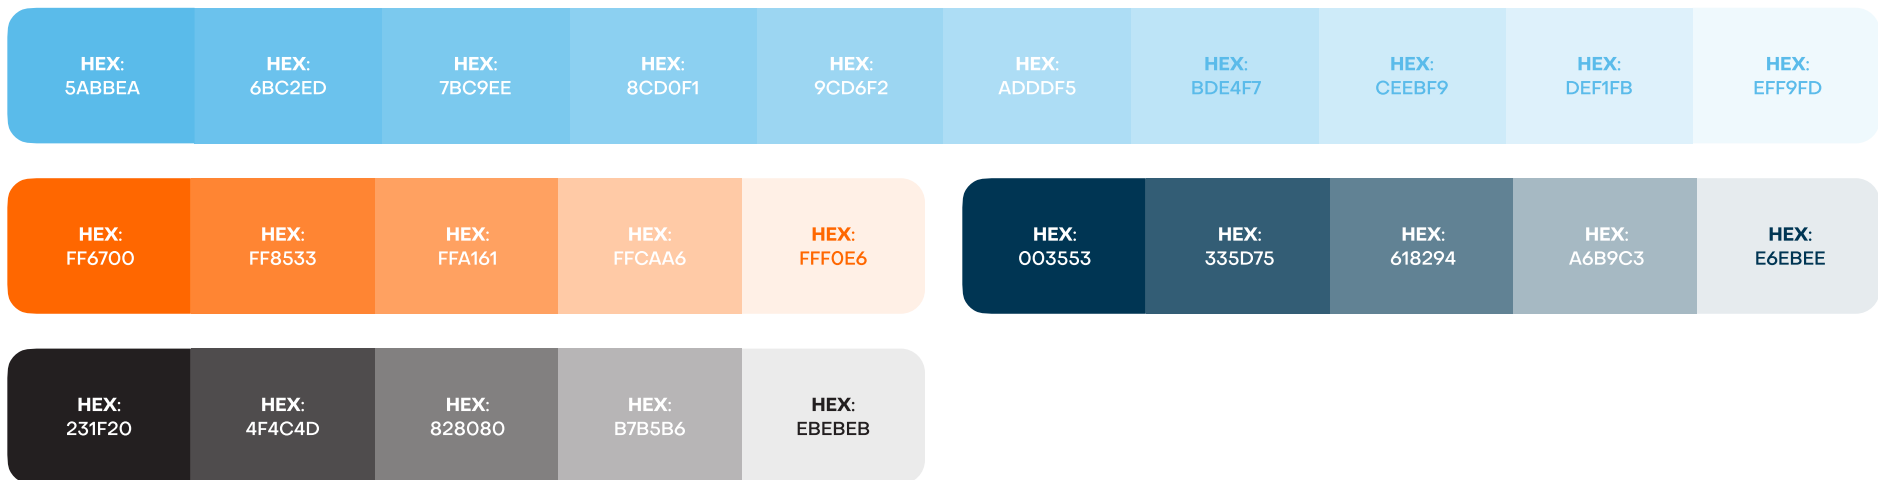 HEX:
5ABBEA
HEX:
6BC2ED
HEX:
7BC9EE
HEX:
8CD0F1
HEX:
9CD6F2
HEX:
ADDDF5
HEX:
BDE4F7
HEX:
CEEBF9
HEX:
DEF1FB
HEX:
EFF9FD
HEX:
FF6700
HEX:
FF8533
HEX:
FFA161
HEX:
FFCAA6
HEX:
FFF0E6
HEX:
003553
HEX:
335D75
HEX:
618294
HEX:
A6B9C3
HEX:
E6EBEE
HEX:
231F20
HEX:
4F4C4D
HEX:
828080
HEX:
B7B5B6
HEX:
EBEBEB